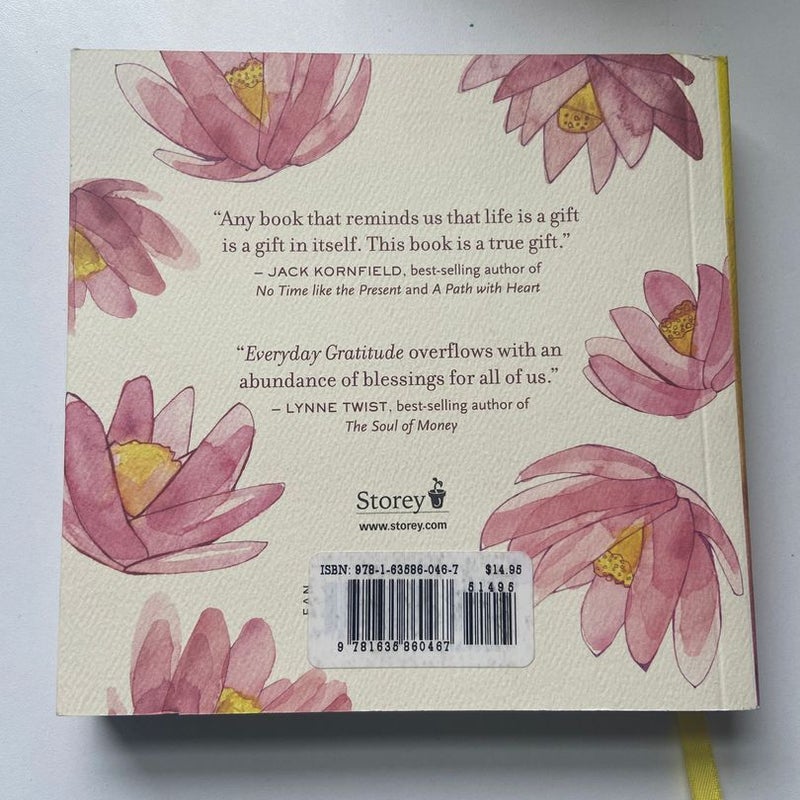 “Any book that reminds us that life is a gift
is a gift in itself. This book is a true gift.”
– JACK KORNFIELD, best-selling author of
No Time like the Present and A Path with Heart
“Everyday Gratitude overflows with an
abundance of blessings for all of us.”
– LYNNE TWIST, best-selling author of
The Soul of Money
Storey
www.storey.com
ISBN: 978-1-63586-046-7 $14.95
51495
EAN
9 781635 860467